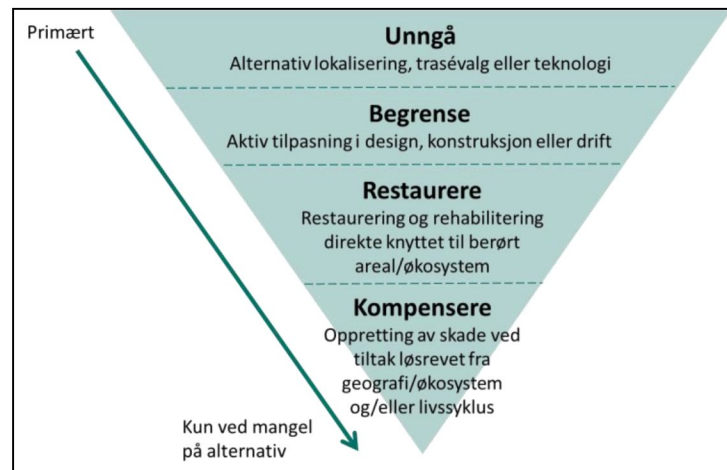 Primært
Unngå
Alternativ lokalisering, trasévalg eller teknologi
Begrense
Aktiv tilpasning i design, konstruksjon eller drift
Restaurere
Restaurering og rehabilitering
direkte knyttet til berørt
areal/økosystem
Kompensere
Oppretting av skade ved
tiltak løsrevet fra
geografi/økosystem
og/eller livssyklus
Kun ved mangel
på alternativ